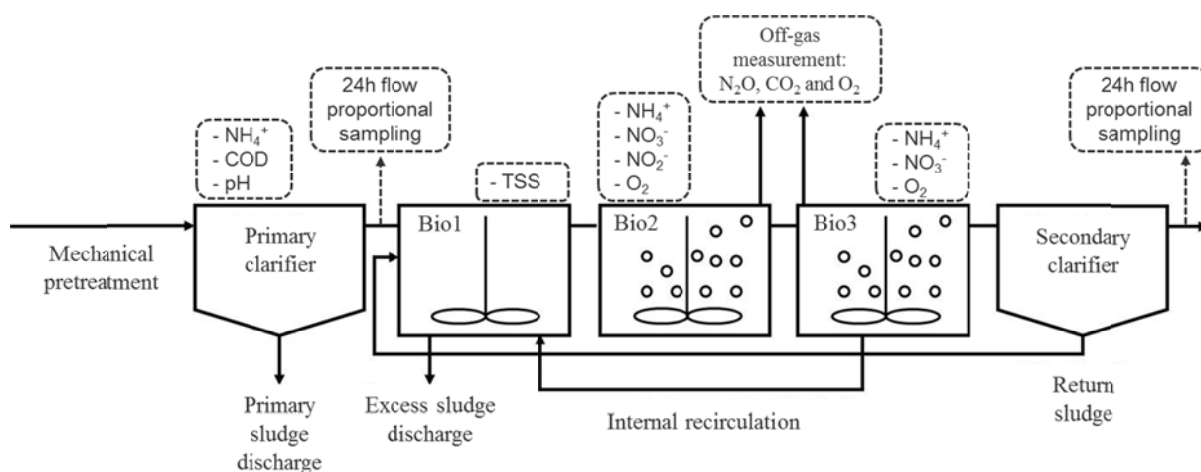 Off-gas
measurement:
N₂O, CO₂ and O₂
24h flow
proportional
sampling
24h flow
proportional
sampling
- NH₄⁺
- COD
- pH
- TSS
- NH₄⁺
- NO₃⁻
- NO₂⁻
- O₂
- NH₄⁺
- NO₃⁻
- O₂
Mechanical
pretreatment
Primary
clarifier
Bio1
Bio2
Bio3
Secondary
clarifier
Primary
sludge
discharge
Excess sludge
discharge
Internal recirculation
Return
sludge